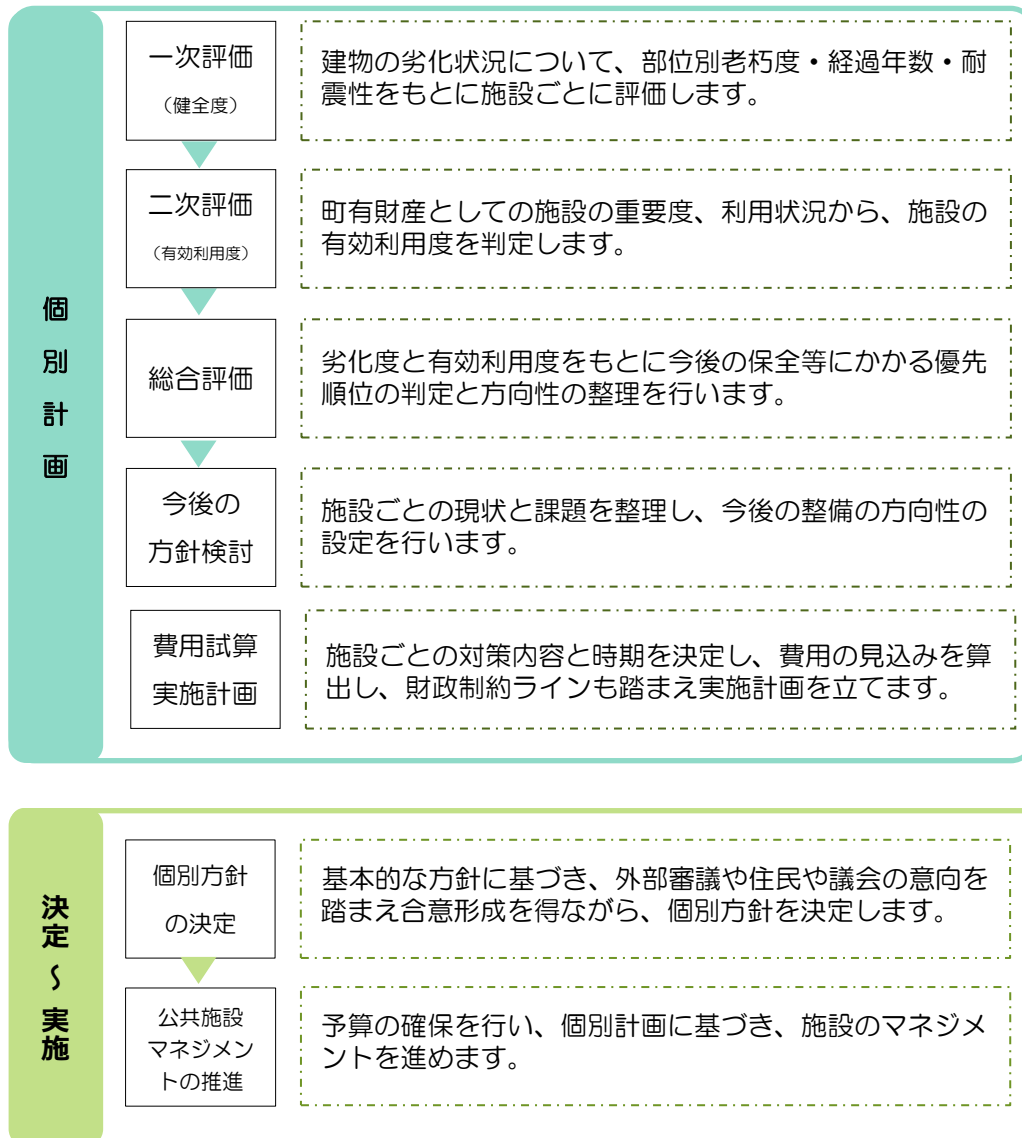 個別計画
一次評価
（健全度）
建物の劣化状況について、部位別老朽度・経過年数・耐
震性をもとに施設ごとに評価します。
二次評価
（有効利用度）
町有財産としての施設の重要度、利用状況から、施設の
有効利用度を判定します。
総合評価
劣化度と有効利用度をもとに今後の保全等にかかる優先
順位の判定と方向性の整理を行います。
今後の
方針検討
施設ごとの現状と課題を整理し、今後の整備の方向性の
設定を行います。
費用試算
実施計画
施設ごとの対策内容と時期を決定し、費用の見込みを算
出し、財政制約ラインも踏まえ実施計画を立てます。
決定～実施
個別方針
の決定
基本的な方針に基づき、外部審議や住民や議会の意向を
踏まえ合意形成を得ながら、個別方針を決定します。
公共施設
マネジメン
トの推進
予算の確保を行い、個別計画に基づき、施設のマネジメ
ントを進めます。